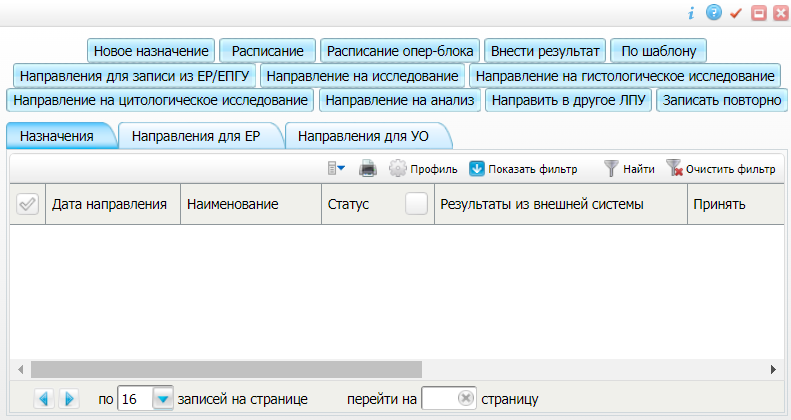 Новое назначение Расписание Расписание опер-блока Внести результат По шаблону
Направления для записи из ЕР/ЕПГУ Направление на исследование Направление на гистологическое исследование
Направление на цитологическое исследование Направление на анализ Направить в другое ЛПУ Записать повторно
Назначения Направления для ЕР Направления для УО
Профиль Показать фильтр Найти Очистить фильтр
Дата направления Наименование Статус Результаты из внешней системы Принять
по 16 записей на странице перейти на страницу